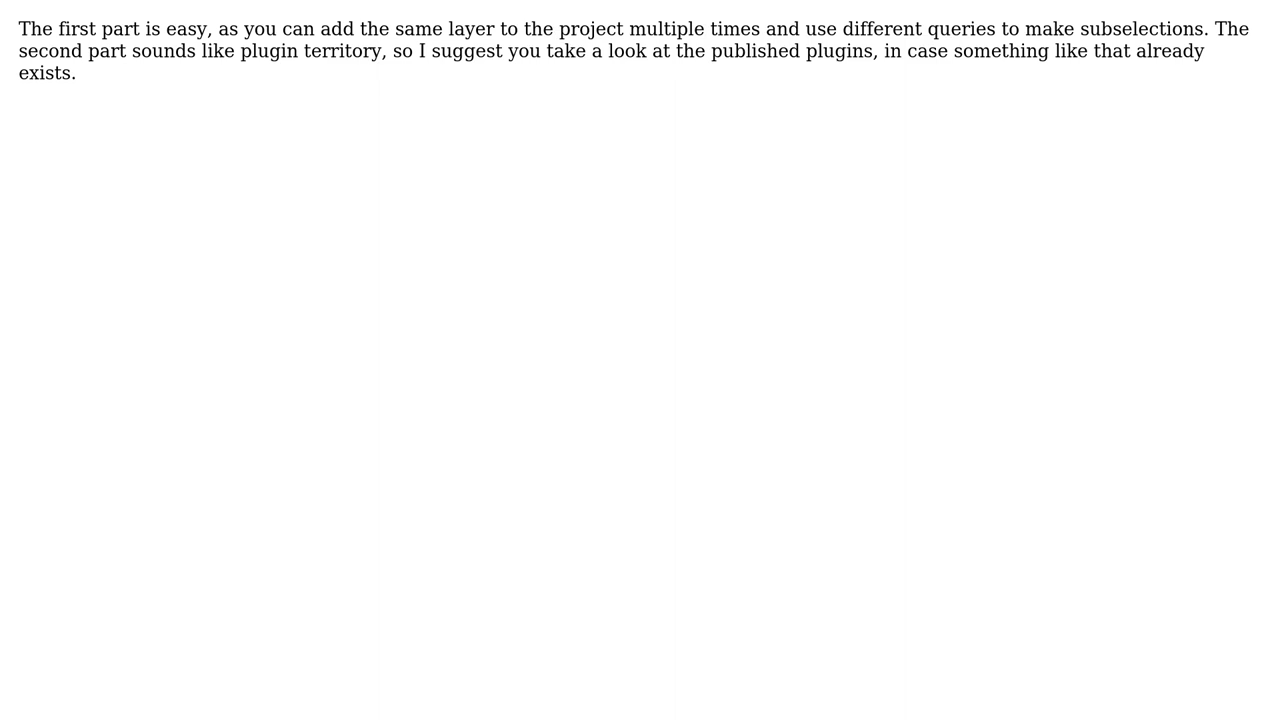 The first part is easy, as you can add the same layer to the project multiple times and use different queries to make subselections. The
second part sounds like plugin territory, so I suggest you take a look at the published plugins, in case something like that already
exists.